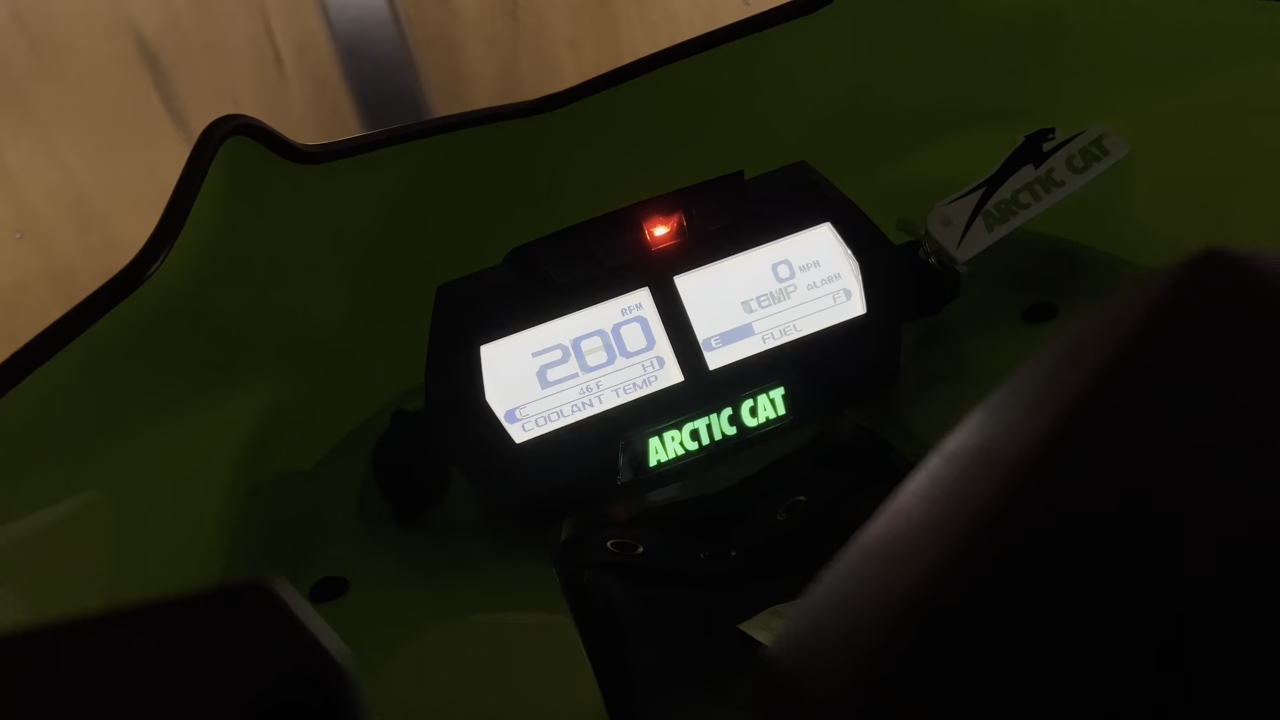 ARCTIC CAT
RPM
200
C H
46 F
COOLANT TEMP
0 MPH
TEMP ALARM
E F
FUEL
ARCTIC CAT